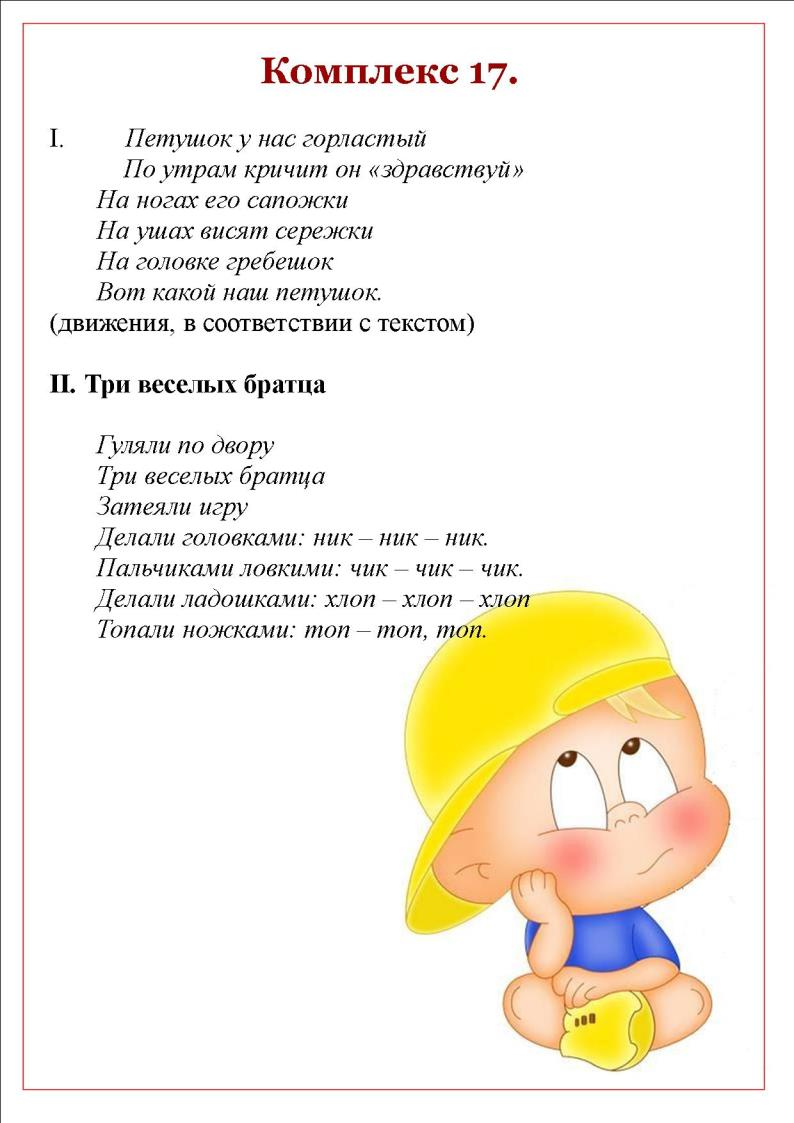 Комплекс 17.
I. Петушок у нас горластый
По утрам кричит он «здравствуй»
На ногах его сапожки
На ушах висят сережки
На головке гребешок
Вот какой наш петушок.
(движения, в соответствии с текстом)
II. Три веселых братца
Гуляли по двору
Три веселых братца
Затеяли игру
Делали головками: ник – ник – ник.
Пальчиками ловкими: чик – чик – чик.
Делали ладошками: хлоп – хлоп – хлоп
Топали ножками: топ – топ, топ.